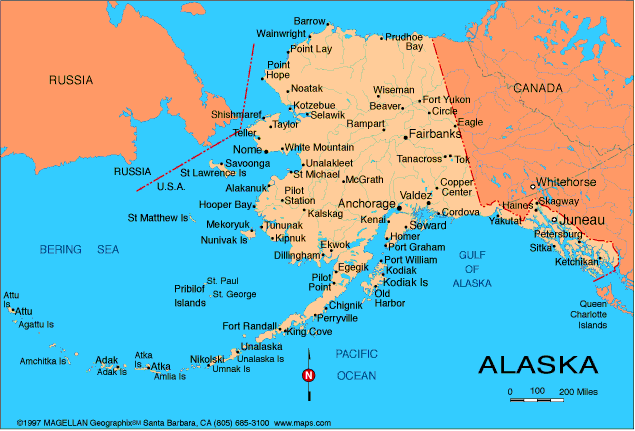 Barrow
Wainwright
Prudhoe
Bay
Point Lay
RUSSIA
Point
Hope
CANADA
Noatak
Wiseman
Kotzebue
Beaver
Fort Yukon
Shishmaref
Selawik
Circle
Taylor
Rampart
Eagle
Teller
Fairbanks
Nome
White Mountain
Tanacross
Tok
RUSSIA
Savoonga
Unalakleet
St Lawrence Is
St Michael
U.S.A.
McGrath
Copper
Center
Whitehorse
Alakanuk
Pilot
Station
Valdez
Haines
Skagway
Hooper Bay
Anchorage
St Matthew Is
Kalskag
Kenai
Cordova
Yakutat
Juneau
Mekoryuk
Tununak
Soward
Petersburg
Nunivak Is
Kipnuk
Homer
Sitka
BERING SEA
Ekwok
Port Graham
GULF
OF
ALASKA
Dillingham
Port William
Ketchikan
Egegik
Kodiak
St. Paul
Pilot
Point
Kodiak Is
Pribilof
Islands
St. George
Old
Harbor
Attu
Is
Queen
Charlotte
Islands
Attu
Chignik
Agattu Is
Perryville
Fort Randall
King Cove
Unalaska
PACIFIC
OCEAN
Amchitka Is
Atka
Is
Nikolski
Unalaska Is
Adak
Atka
Umnak Is
ALASKA
Adak Is
Amlia Is
N
0 100 200 Miles
©1997 MAGELLAN Geographix℠ Santa Barbara, CA (805) 685-3100 www.maps.com